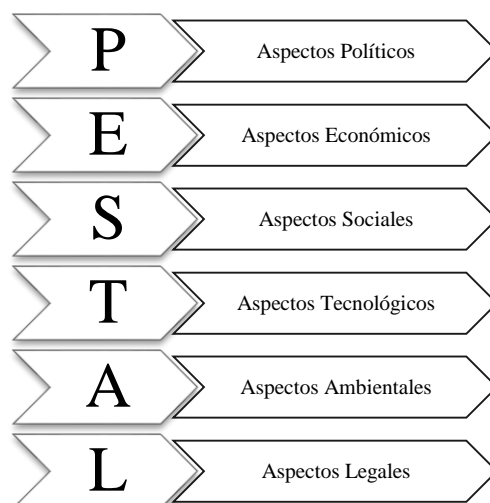 P Aspectos Políticos
E Aspectos Económicos
S Aspectos Sociales
T Aspectos Tecnológicos
A Aspectos Ambientales
L Aspectos Legales